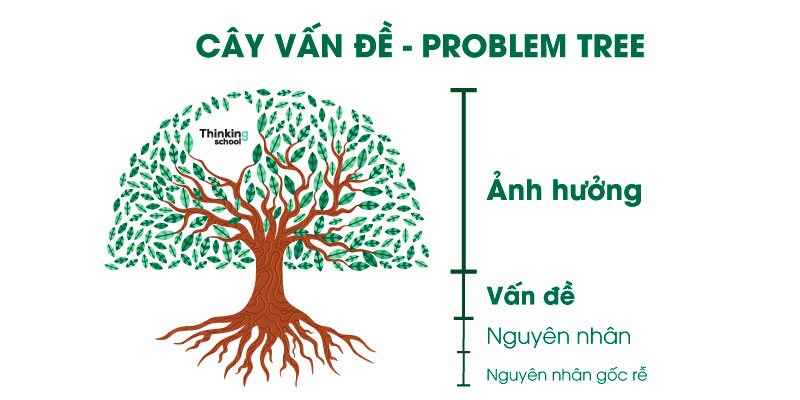 CÂY VẤN ĐỀ - PROBLEM TREE
Thinking
school
Ảnh hưởng
Vấn đề
Nguyên nhân
Nguyên nhân gốc rễ